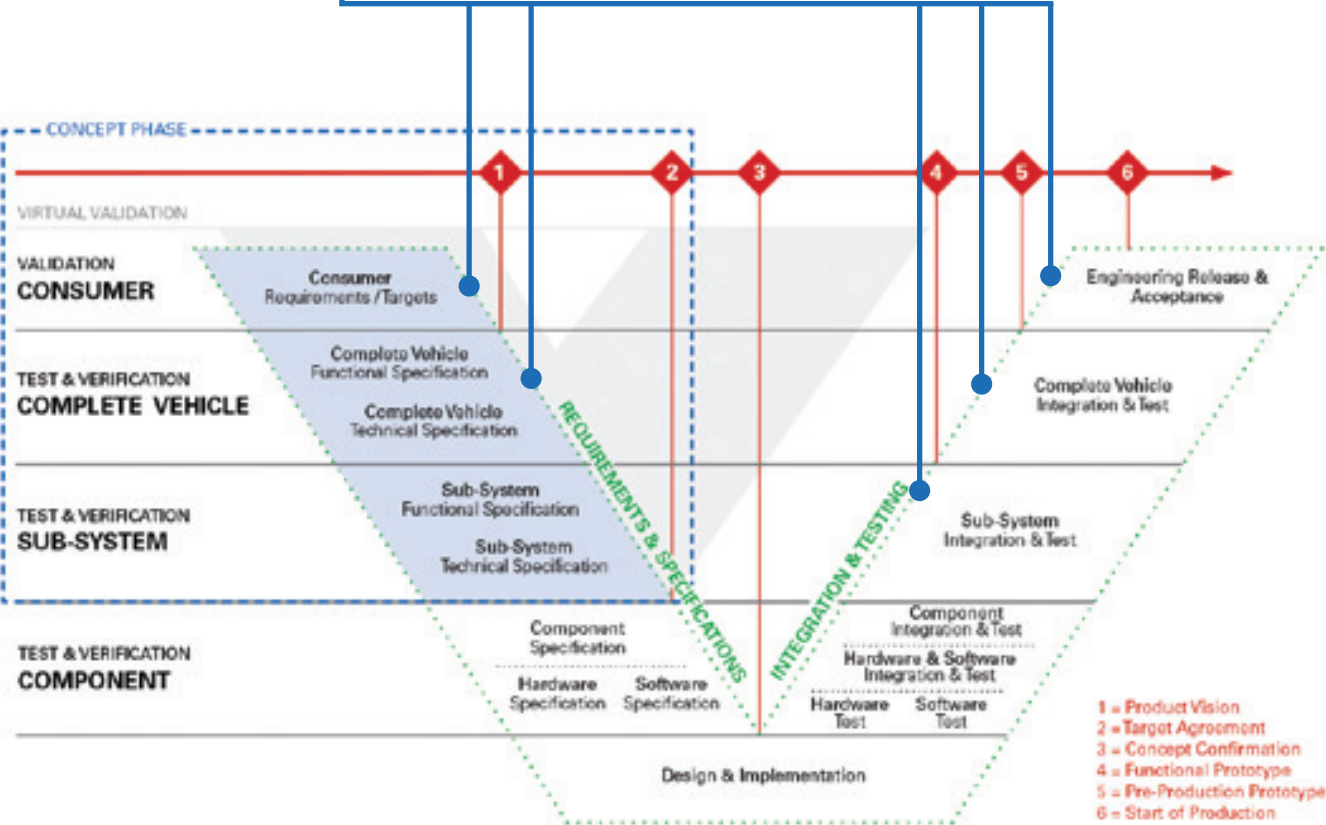 CONCEPT PHASE
1
2
3
4
5
6
VIRTUAL VALIDATION
VALIDATION
CONSUMER
Consumer
Requirements / Targets
Engineering Release &
Acceptance
TEST & VERIFICATION
COMPLETE VEHICLE
Complete Vehicle
Functional Specification
Complete Vehicle
Technical Specification
Complete Vehicle
Integration & Test
REQUIREMENTS & SPECIFICATIONS
INTEGRATION & TESTING
TEST & VERIFICATION
SUB-SYSTEM
Sub-System
Functional Specification
Sub-System
Technical Specification
Sub-System
Integration & Test
TEST & VERIFICATION
COMPONENT
Component
Specification
Hardware
Specification
Software
Specification
Component
Integration & Test
Hardware & Software
Integration & Test
Hardware
Test
Software
Test
Design & Implementation
1 = Product Vision
2 = Target Agreement
3 = Concept Confirmation
4 = Functional Prototype
5 = Pre-Production Prototype
6 = Start of Production